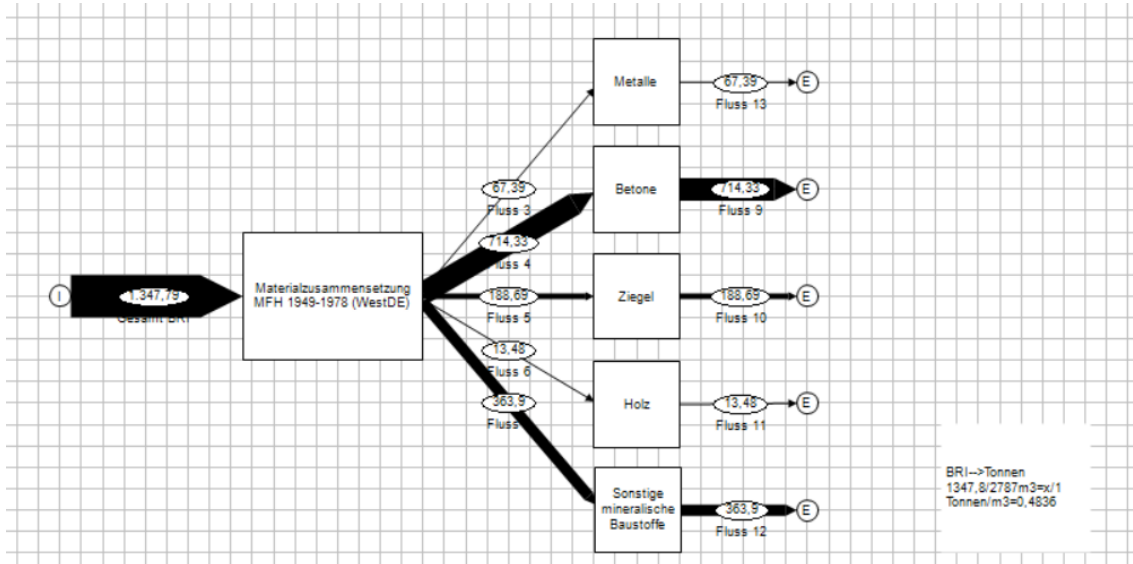 Metalle
67,39
E
Fluss 13
67,39
Fluss 3
Betone
714,33
E
Fluss 9
714,33
luss 4
I
1.347,79
Gesamt BRI
Materialzusammensetzung
MFH 1949-1978 (WestDE)
188,69
Fluss 5
Ziegel
188,69
E
Fluss 10
13,48
Fluss 6
Holz
13,48
E
Fluss 11
363,9
Fluss
Sonstige
mineralische
Baustoffe
363,9
E
Fluss 12
BRI-->Tonnen
1347,8/2787m3=x/1
Tonnen/m3=0,4836